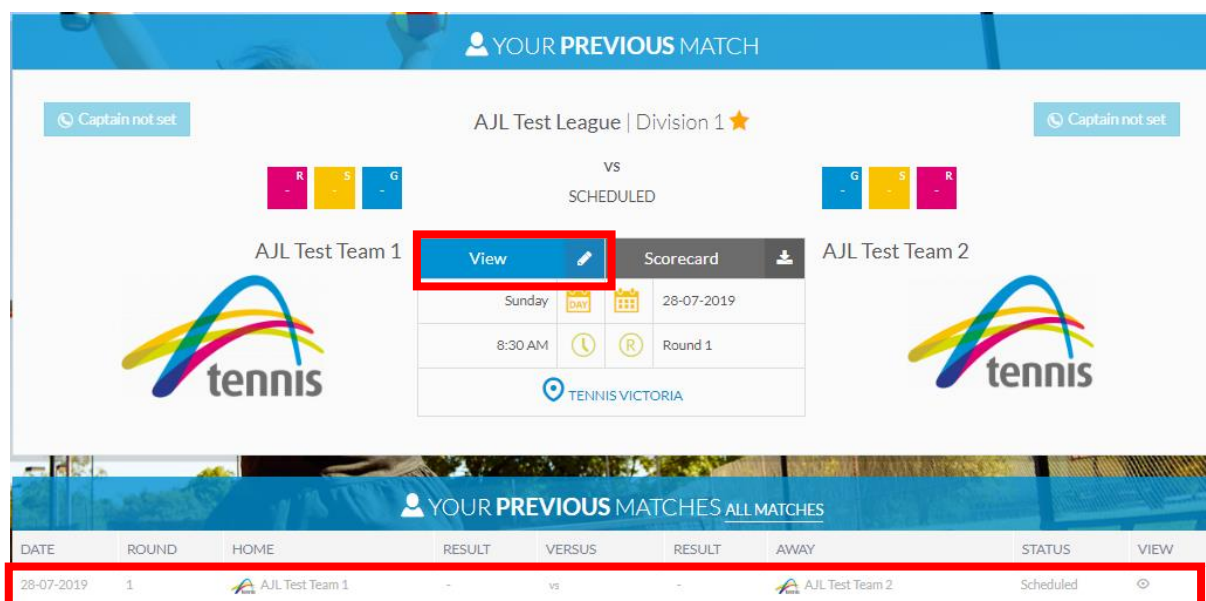 YOUR PREVIOUS MATCH
Captain not set
AJL Test League | Division 1
Captain not set
VS
SCHEDULED
R - S - G -
G - S - R -
AJL Test Team 1
View
Scorecard
AJL Test Team 2
Sunday DAY 28-07-2019
8:30 AM R Round 1
TENNIS VICTORIA
tennis
tennis
YOUR PREVIOUS MATCHES ALL MATCHES
DATE ROUND HOME RESULT VERSUS RESULT AWAY STATUS VIEW
28-07-2019 1 tennis AJL Test Team 1 - vs - tennis AJL Test Team 2 Scheduled